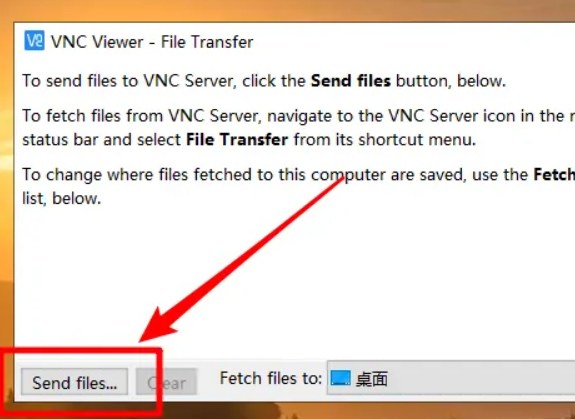 VNC Viewer - File Transfer
To send files to VNC Server, click the Send files button, below.
To fetch files from VNC Server, navigate to the VNC Server icon in the
status bar and select File Transfer from its shortcut menu.
To change where files fetched to this computer are saved, use the Fetch
list, below.
Send files... Clear Fetch files to: 桌面